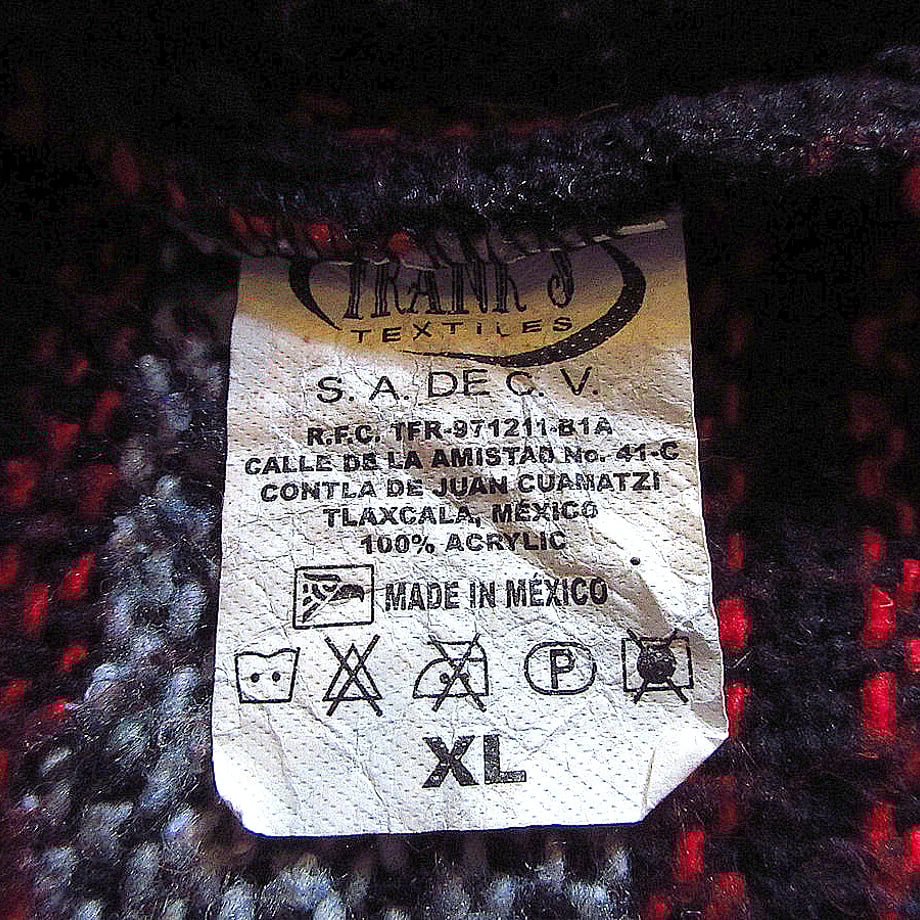 FRANK'S
TEXTILES
S. A. DE C. V.
R.F.C. TFR-971211-B1A
CALLE DE LA AMISTAD No. 41-C
CONTLA DE JUAN CUAMATZI
TLAXCALA, MÉXICO
100% ACRYLIC
MADE IN MÉXICO
P
XL